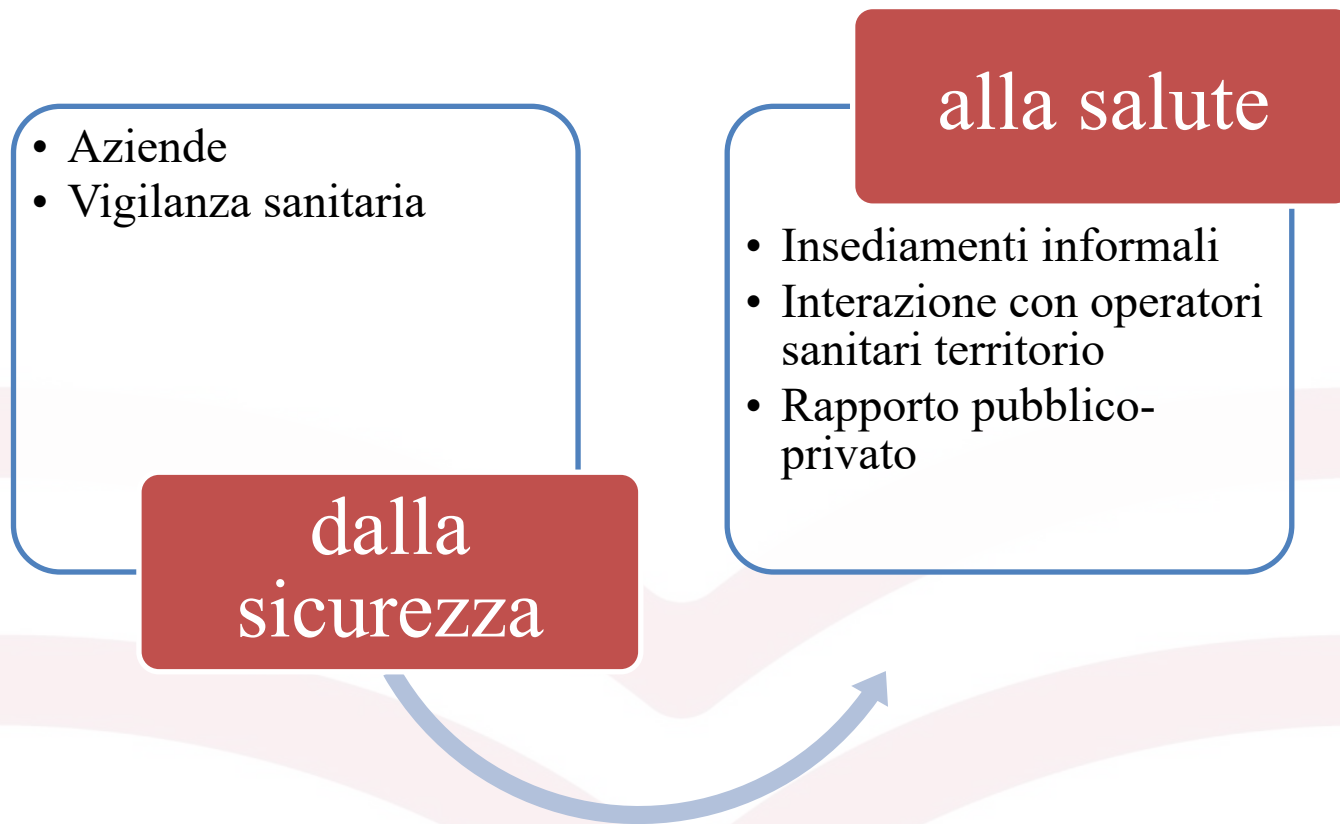 • Aziende
• Vigilanza sanitaria
dalla
sicurezza
alla salute
• Insediamenti informali
• Interazione con operatori
sanitari territorio
• Rapporto pubblico-
privato